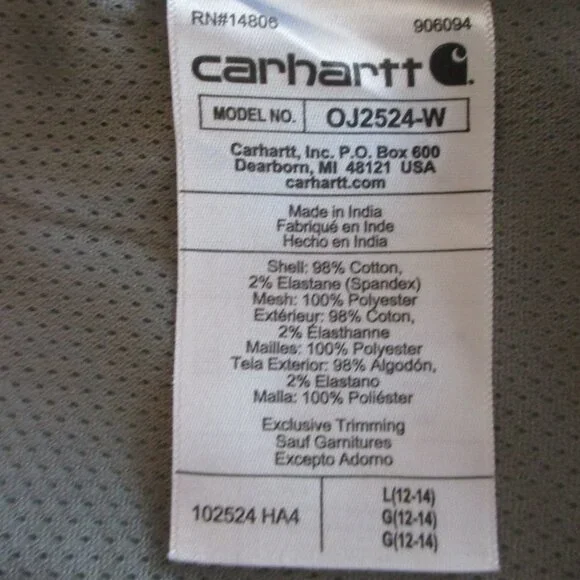 RN#14806 906094
carhartt
MODEL NO. OJ2524-W
Carhartt, Inc. P.O. Box 600
Dearborn, MI 48121 USA
carhartt.com
Made in India
Fabriqué en Inde
Hecho en India
Shell: 98% Cotton,
2% Elastane (Spandex)
Mesh: 100% Polyester
Extérieur: 98% Coton,
2% Élasthanne
Mailles: 100% Polyester
Tela Exterior: 98% Algodón,
2% Elastano
Malla: 100% Poliéster
Exclusive Trimming
Sauf Garnitures
Excepto Adorno
102524 HA4
L(12-14)
G(12-14)
G(12-14)